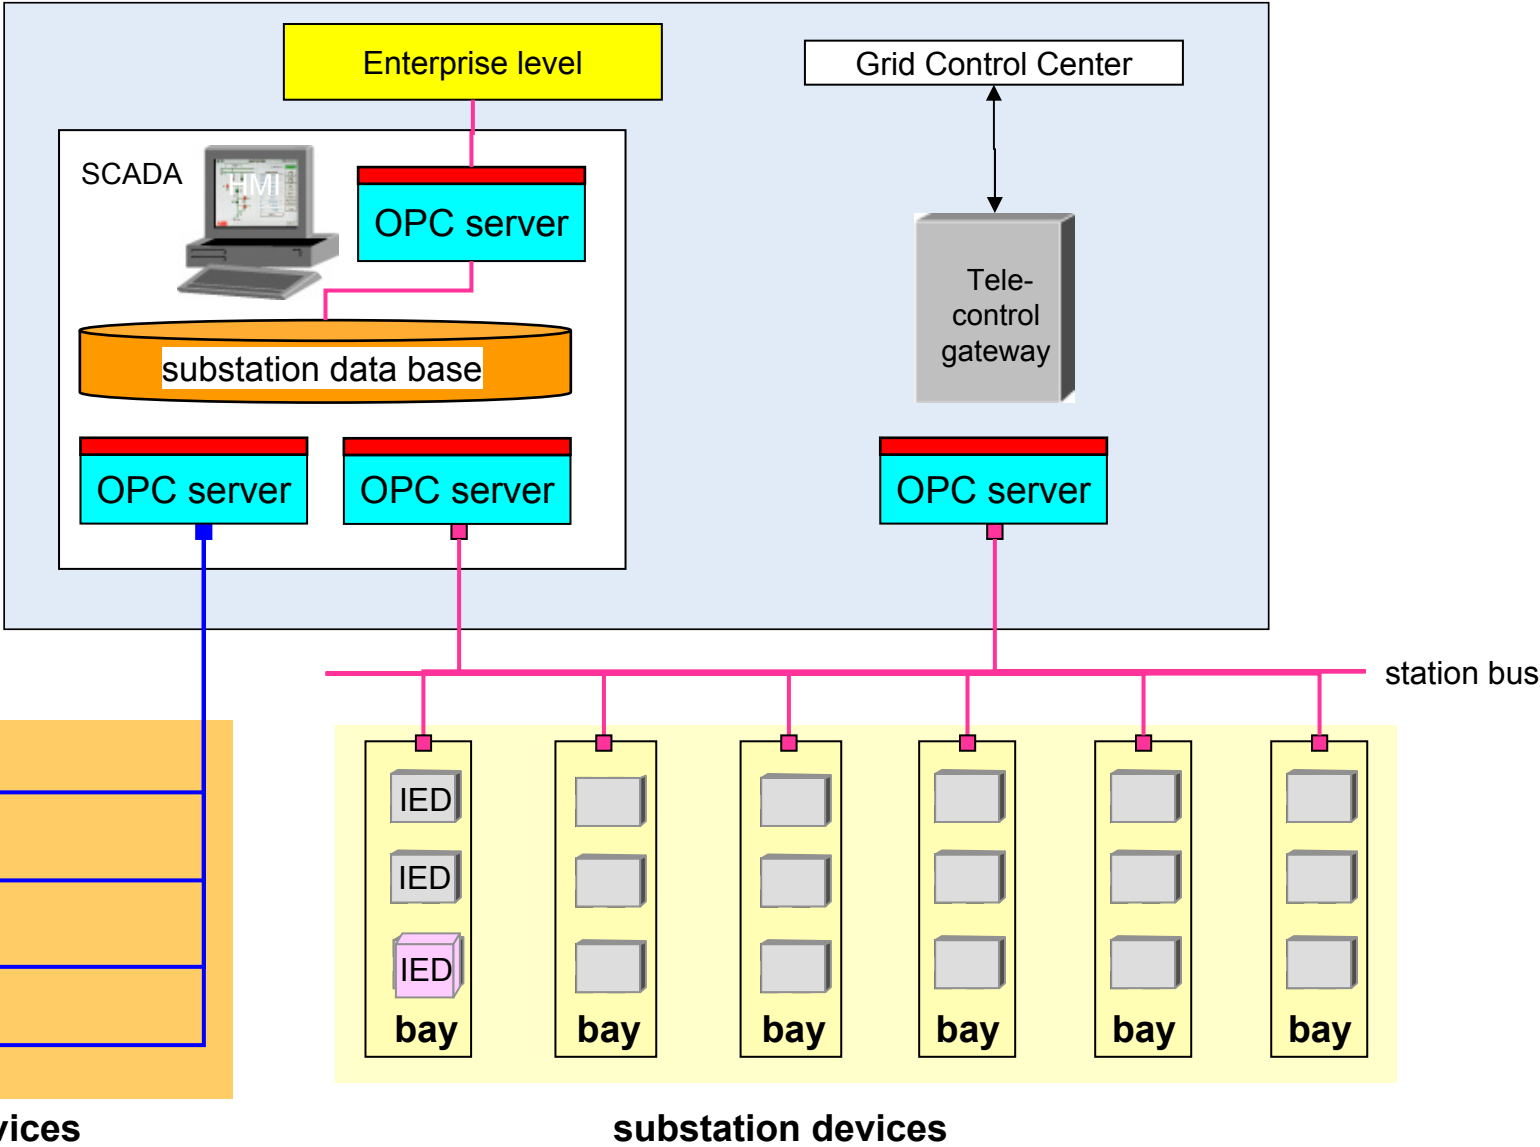 Enterprise level
Grid Control Center
SCADA
HMI
OPC server
Tele-
control
gateway
substation data base
OPC server
OPC server
OPC server
station bus
IED
IED
IED
bay
bay
bay
bay
bay
bay
vices
substation devices